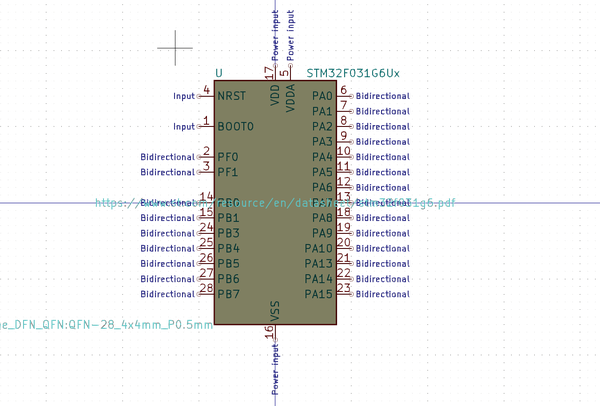 Power input Power input
17 5
U STM32F031G6Ux
VDD VDDA
Input 4 NRST PA0 6 Bidirectional
PA1 7 Bidirectional
Input 1 BOOT0 PA2 8 Bidirectional
PA3 9 Bidirectional
Bidirectional 2 PF0 PA4 10 Bidirectional
Bidirectional 3 PF1 PA5 11 Bidirectional
PA6 12 Bidirectional
14 13
Bidirectional 15 PB1 PA8 18 Bidirectional
Bidirectional 24 PB3 PA9 19 Bidirectional
Bidirectional 25 PB4 PA10 20 Bidirectional
Bidirectional 26 PB5 PA13 21 Bidirectional
Bidirectional 27 PB6 PA14 22 Bidirectional
Bidirectional 28 PB7 PA15 23 Bidirectional
VSS
e_DFN_QFN:QFN-28_4x4mm_P0.5mm
16
Power input